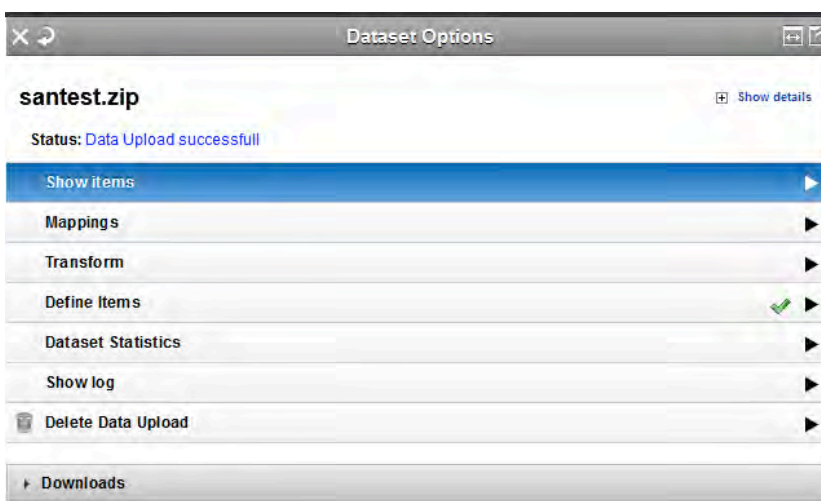 Dataset Options
santest.zip
Show details
Status: Data Upload successfull
Show items
Mappings
Transform
Define Items
Dataset Statistics
Show log
Delete Data Upload
Downloads